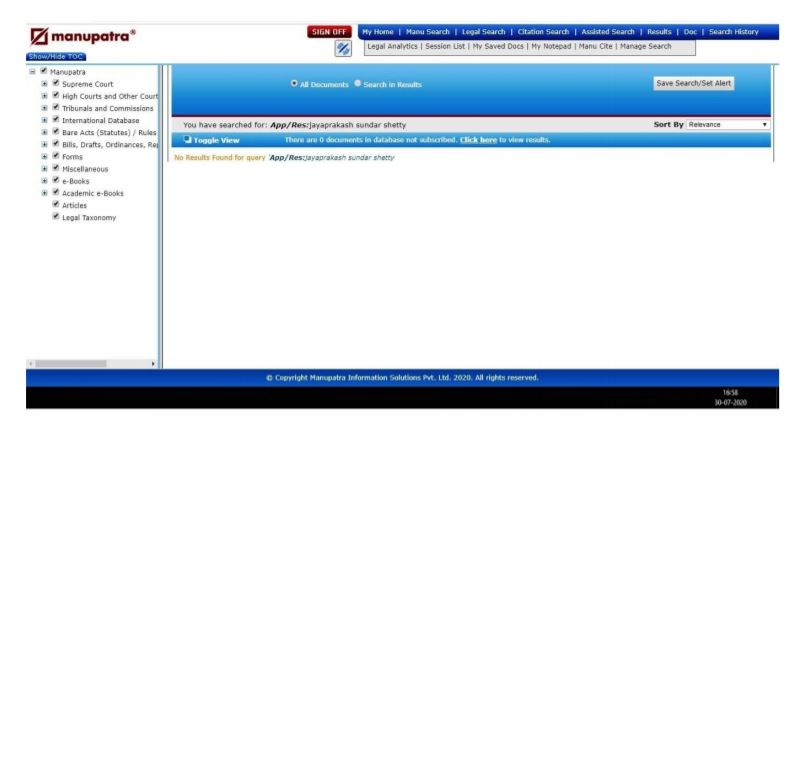 manupatra®
SIGN OFF
My Home | Manu Search | Legal Search | Citation Search | Assisted Search | Results | Doc | Search History
Legal Analytics | Session List | My Saved Docs | My Notepad | Manu Cite | Manage Search
Show/Hide TOC
Manupatra
Supreme Court
High Courts and Other Court
Tribunals and Commissions
International Database
Bare Acts (Statutes) / Rules
Bills, Drafts, Ordinances, Rep
Forms
Miscellaneous
e-Books
Academic e-Books
Articles
Legal Taxonomy
All Documents Search in Results
Save Search/Set Alert
You have searched for: App/Res:jayaprakash sundar shetty
Sort By Relevance
Toggle View There are 0 documents in database not subscribed. Click here to view results.
No Results Found for query 'App/Res:jayaprakash sundar shetty
© Copyright Manupatra Information Solutions Pvt. Ltd. 2020. All rights reserved.
16:58
30-07-2020